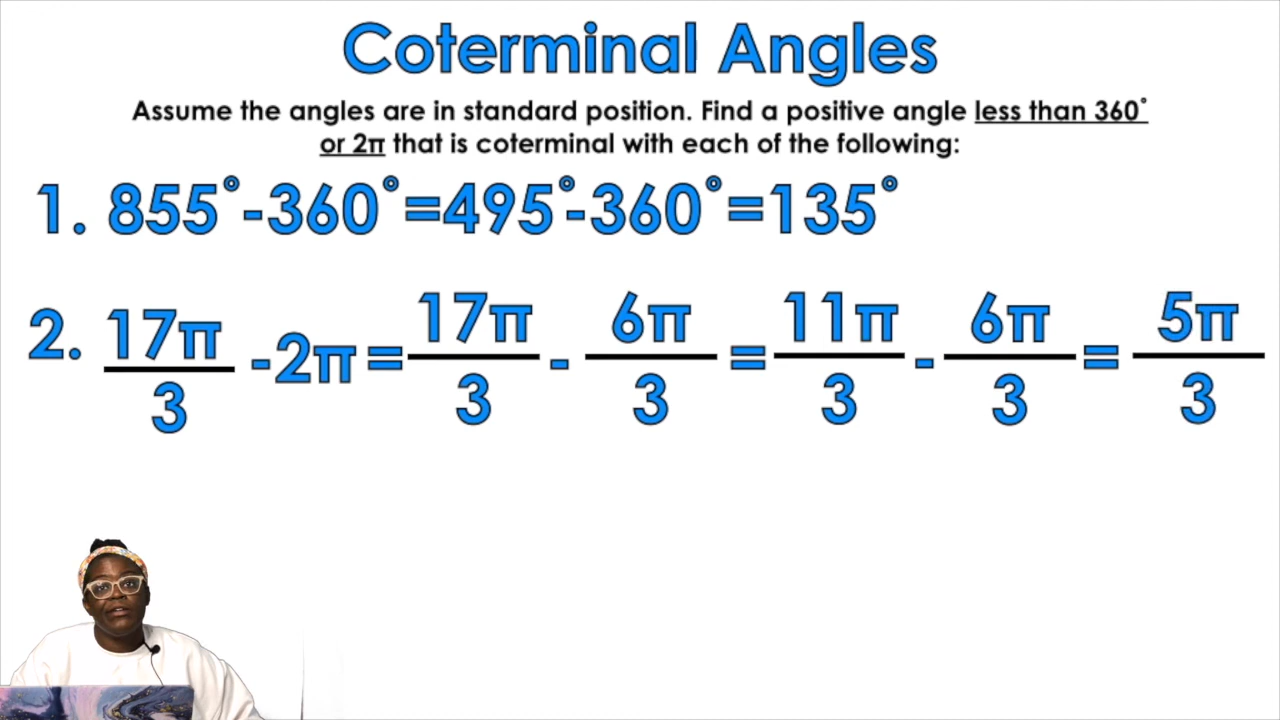 Coterminal Angles
Assume the angles are in standard position. Find a positive angle less than 360°
or 2π that is coterminal with each of the following:
1. 855°-360°=495°-360°=135°
2. 17π/3 -2π= 17π/3 - 6π/3 = 11π/3 - 6π/3 = 5π/3